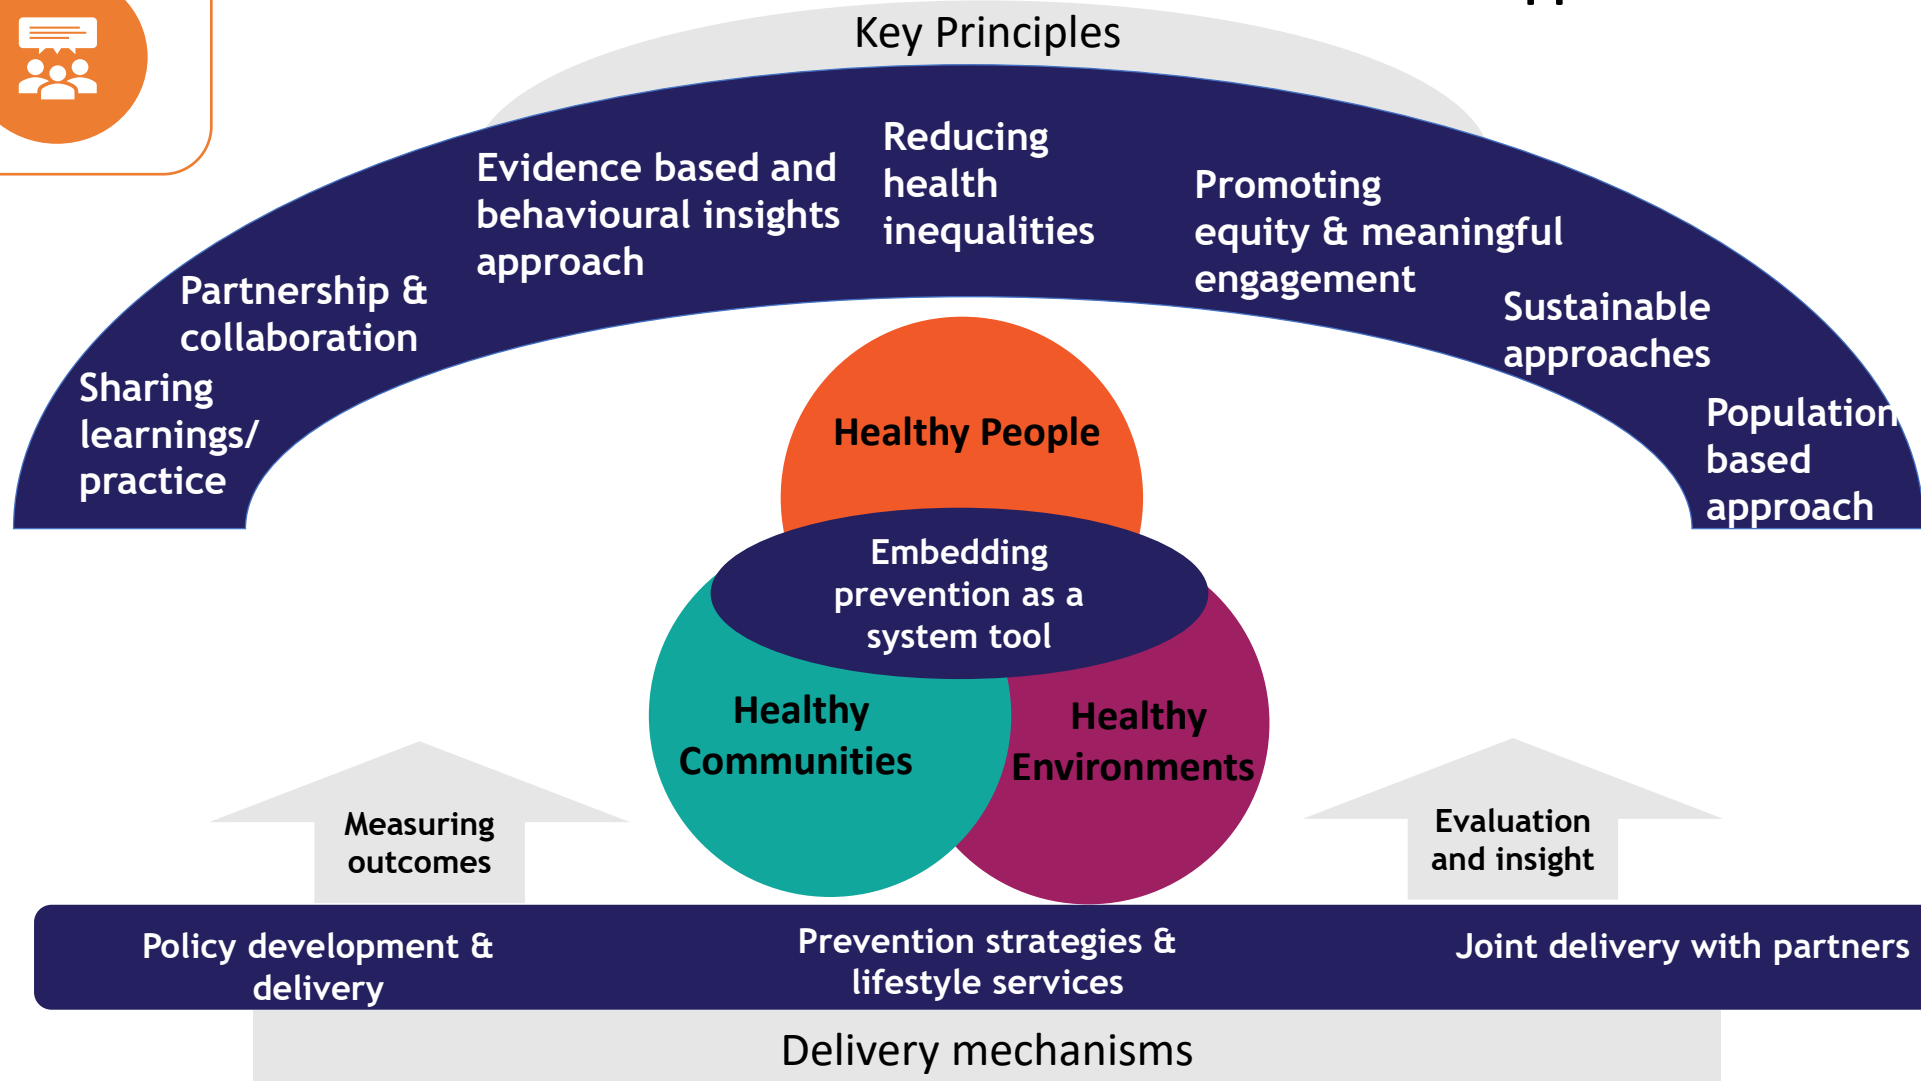 Key Principles
Reducing
health
inequalities
Evidence based and
behavioural insights
approach
Promoting
equity & meaningful
engagement
Partnership &
collaboration
Sustainable
approaches
Sharing
learnings/
practice
Population
based
approach
Healthy People
Embedding
prevention as a
system tool
Healthy
Communities
Healthy
Environments
Measuring
outcomes
Evaluation
and insight
Policy development &
delivery
Prevention strategies &
lifestyle services
Joint delivery with partners
Delivery mechanisms